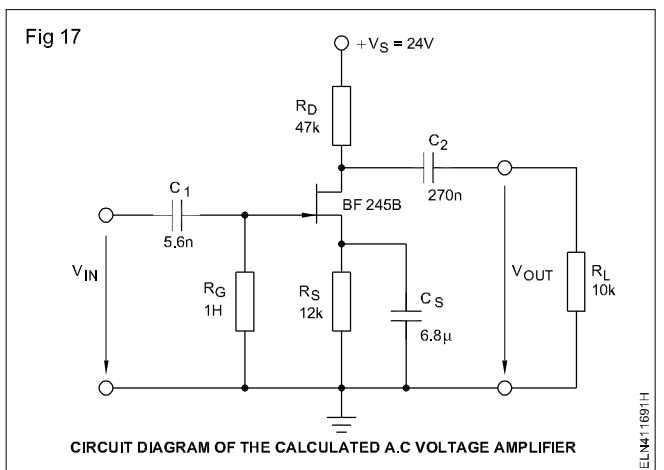 Fig 17
+VS = 24V
RD
47k
C2
270n
C1
5.6n
BF 245B
VIN
RG
1H
RS
12k
CS
6.8µ
VOUT
RL
10k
CIRCUIT DIAGRAM OF THE CALCULATED A.C VOLTAGE AMPLIFIER
ELN411691H